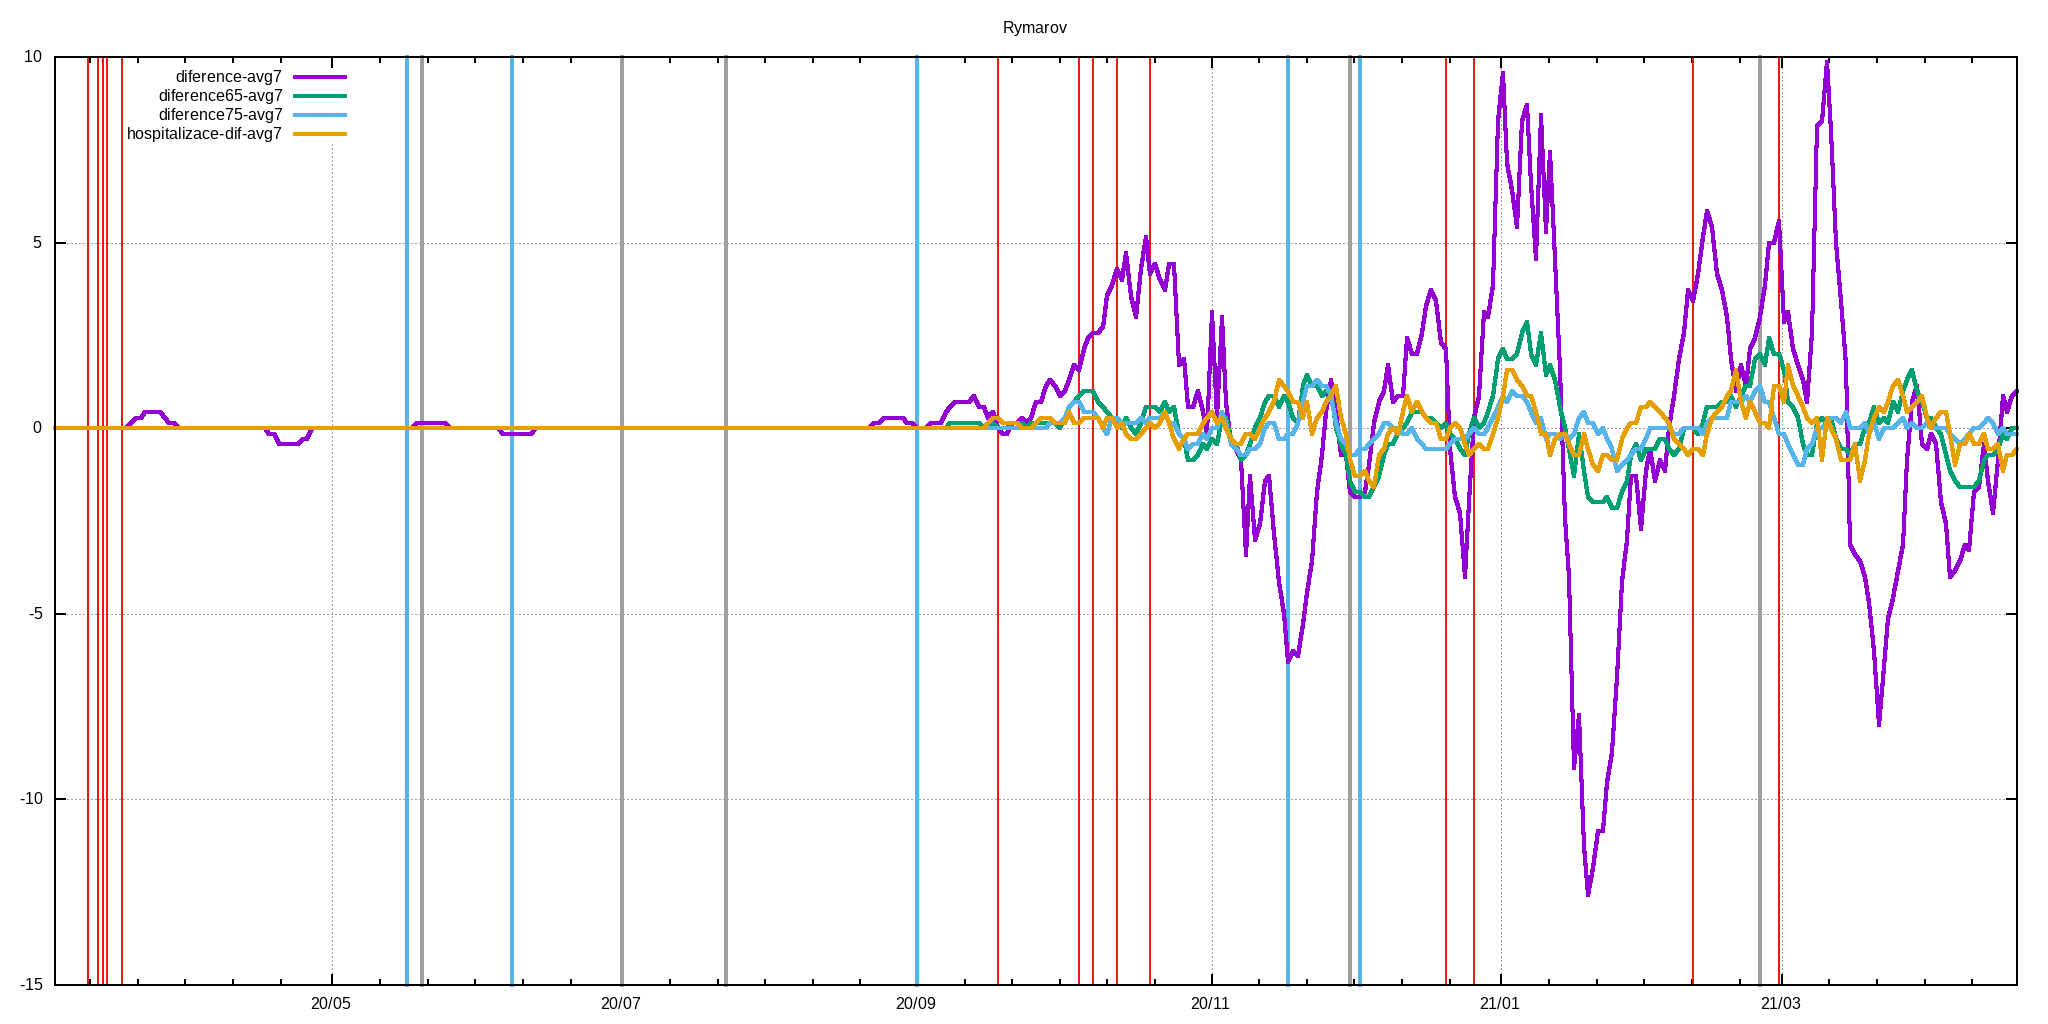 Rymarov
10
diference-avg7
diference65-avg7
diference75-avg7
hospitalizace-dif-avg7
5
0
-5
-10
-15
20/05 20/07 20/09 20/11 21/01 21/03